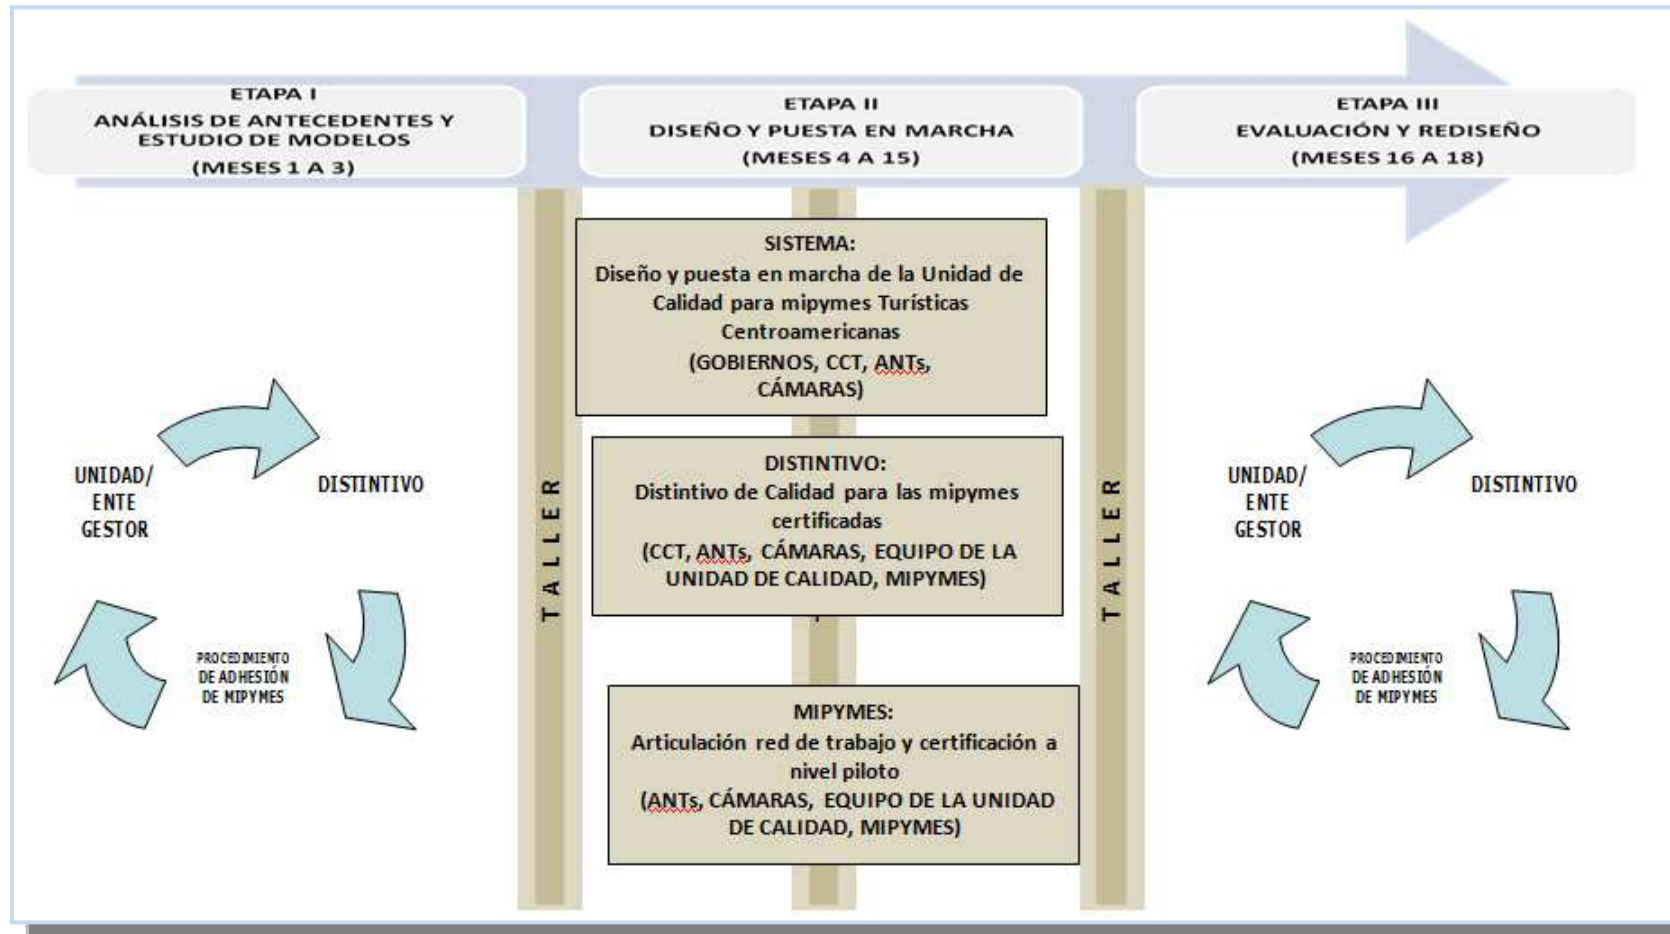 ETAPA I
ANÁLISIS DE ANTECEDENTES Y
ESTUDIO DE MODELOS
(MESES 1 A 3)
ETAPA II
DISEÑO Y PUESTA EN MARCHA
(MESES 4 A 15)
ETAPA III
EVALUACIÓN Y REDISEÑO
(MESES 16 A 18)
UNIDAD/
ENTE
GESTOR
DISTINTIVO
PROCEDIMIENTO
DE ADHESIÓN
DE MIPYMES
TALLER
SISTEMA:
Diseño y puesta en marcha de la Unidad de
Calidad para mipymes Turísticas
Centroamericanas
(GOBIERNOS, CCT, ANTs,
CÁMARAS)
DISTINTIVO:
Distintivo de Calidad para las mipymes
certificadas
(CCT, ANTs, CÁMARAS, EQUIPO DE LA
UNIDAD DE CALIDAD, MIPYMES)
MIPYMES:
Articulación red de trabajo y certificación a
nivel piloto
(ANTs, CÁMARAS, EQUIPO DE LA UNIDAD
DE CALIDAD, MIPYMES)
TALLER
UNIDAD/
ENTE
GESTOR
DISTINTIVO
PROCEDIMIENTO
DE ADHESIÓN
DE MIPYMES